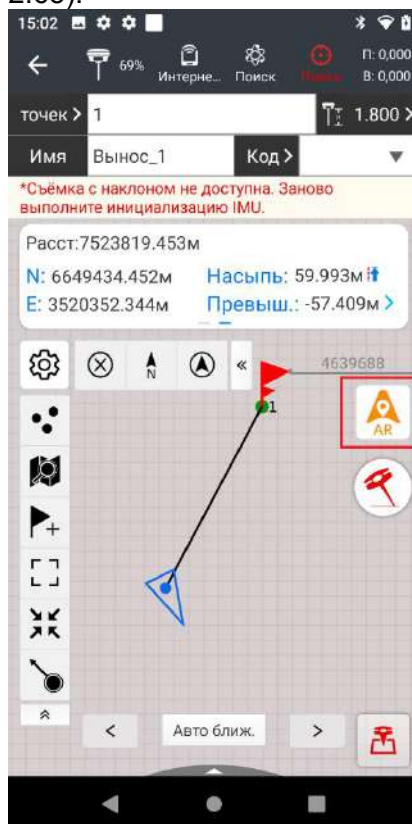 15:02
69%
Интерне... Поиск
П: 0,000
В: 0,000
точек > 1 1.800 >
Имя Вынос_1 Код >
*Съёмка с наклоном не доступна. Заново
выполните инициализацию IMU.
Расст:7523819.453м
N: 6649434.452м Насыпь: 59.993м
E: 3520352.344м Превыш.: -57.409м >
N « 4639688
1
AR
< Авто ближ. >